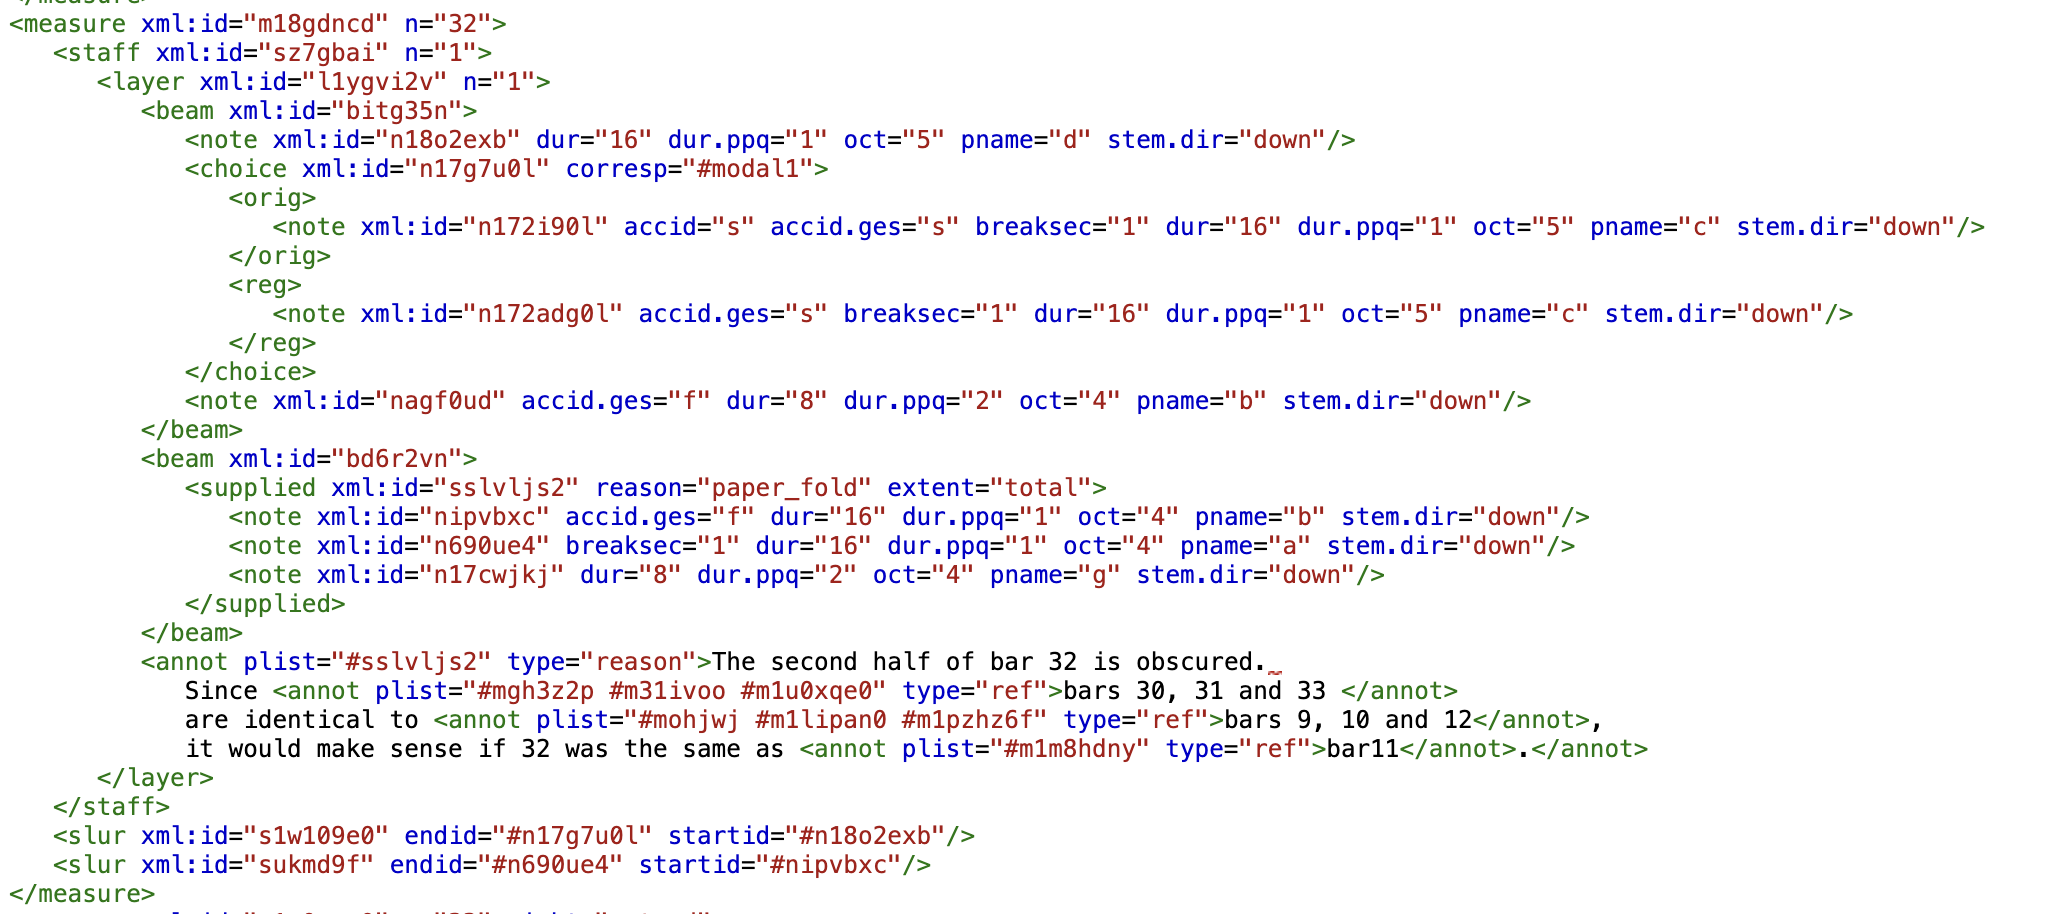 <measure xml:id="m18gdncd" n="32">
<staff xml:id="sz7gbai" n="1">
<layer xml:id="l1ygvi2v" n="1">
<beam xml:id="bitg35n">
<note xml:id="n18o2exb" dur="16" dur.ppq="1" oct="5" pname="d" stem.dir="down"/>
<choice xml:id="n17g7u0l" corresp="#modal1">
<orig>
<note xml:id="n172i90l" accid="s" accid.ges="s" breaksec="1" dur="16" dur.ppq="1" oct="5" pname="c" stem.dir="down"/>
</orig>
<reg>
<note xml:id="n172adg0l" accid.ges="s" breaksec="1" dur="16" dur.ppq="1" oct="5" pname="c" stem.dir="down"/>
</reg>
</choice>
<note xml:id="nagf0ud" accid.ges="f" dur="8" dur.ppq="2" oct="4" pname="b" stem.dir="down"/>
</beam>
<beam xml:id="bd6r2vn">
<supplied xml:id="sslvljs2" reason="paper_fold" extent="total">
<note xml:id="nipvbxc" accid.ges="f" dur="16" dur.ppq="1" oct="4" pname="b" stem.dir="down"/>
<note xml:id="n690ue4" breaksec="1" dur="16" dur.ppq="1" oct="4" pname="a" stem.dir="down"/>
<note xml:id="n17cwjkj" dur="8" dur.ppq="2" oct="4" pname="g" stem.dir="down"/>
</supplied>
</beam>
<annot plist="#sslvljs2" type="reason">The second half of bar 32 is obscured.
Since <annot plist="#mgh3z2p #m31ivoo #m1u0xqe0" type="ref">bars 30, 31 and 33 </annot>
are identical to <annot plist="#mohjwj #m1lipan0 #m1pzhz6f" type="ref">bars 9, 10 and 12</annot>,
it would make sense if 32 was the same as <annot plist="#m1m8hdny" type="ref">bar11</annot>.</annot>
</layer>
</staff>
<slur xml:id="s1w109e0" endid="#n17g7u0l" startid="#n18o2exb"/>
<slur xml:id="sukmd9f" endid="#n690ue4" startid="#nipvbxc"/>
</measure>